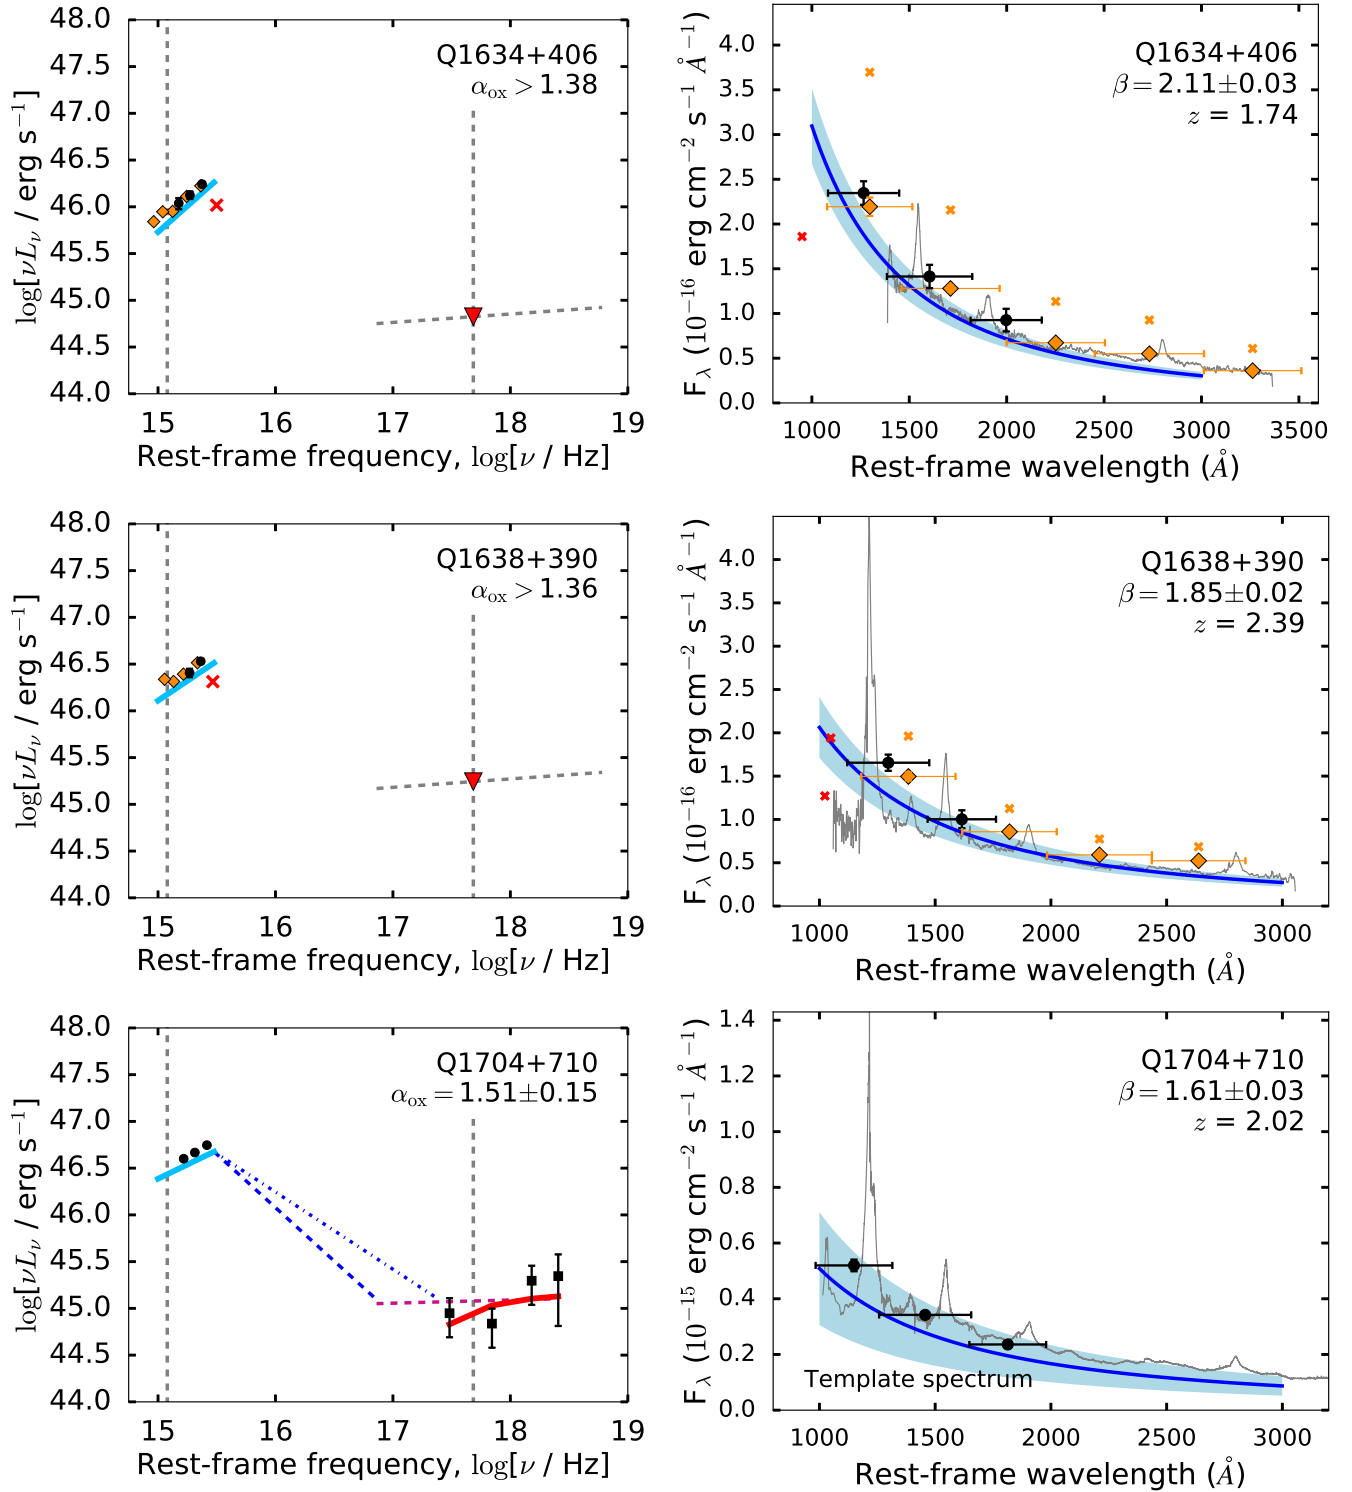 48.0
47.5
47.0
46.5
46.0
45.5
45.0
44.5
44.0
log[νLν / erg s⁻¹]
Q1634+406
αox > 1.38
15 16 17 18 19
Rest-frame frequency, log[ν / Hz]
4.0
3.5
3.0
2.5
2.0
1.5
1.0
0.5
0.0
Fλ (10⁻¹⁶ erg cm⁻² s⁻¹ Å⁻¹)
Q1634+406
β = 2.11±0.03
z = 1.74
1000 1500 2000 2500 3000 3500
Rest-frame wavelength (Å)
48.0
47.5
47.0
46.5
46.0
45.5
45.0
44.5
44.0
log[νLν / erg s⁻¹]
Q1638+390
αox > 1.36
15 16 17 18 19
Rest-frame frequency, log[ν / Hz]
4.0
3.5
3.0
2.5
2.0
1.5
1.0
0.5
0.0
Fλ (10⁻¹⁶ erg cm⁻² s⁻¹ Å⁻¹)
Q1638+390
β = 1.85±0.02
z = 2.39
1000 1500 2000 2500 3000
Rest-frame wavelength (Å)
48.0
47.5
47.0
46.5
46.0
45.5
45.0
44.5
44.0
log[νLν / erg s⁻¹]
Q1704+710
αox = 1.51±0.15
15 16 17 18 19
Rest-frame frequency, log[ν / Hz]
1.4
1.2
1.0
0.8
0.6
0.4
0.2
0.0
Fλ (10⁻¹⁵ erg cm⁻² s⁻¹ Å⁻¹)
Q1704+710
β = 1.61±0.03
z = 2.02
Template spectrum
1000 1500 2000 2500 3000
Rest-frame wavelength (Å)